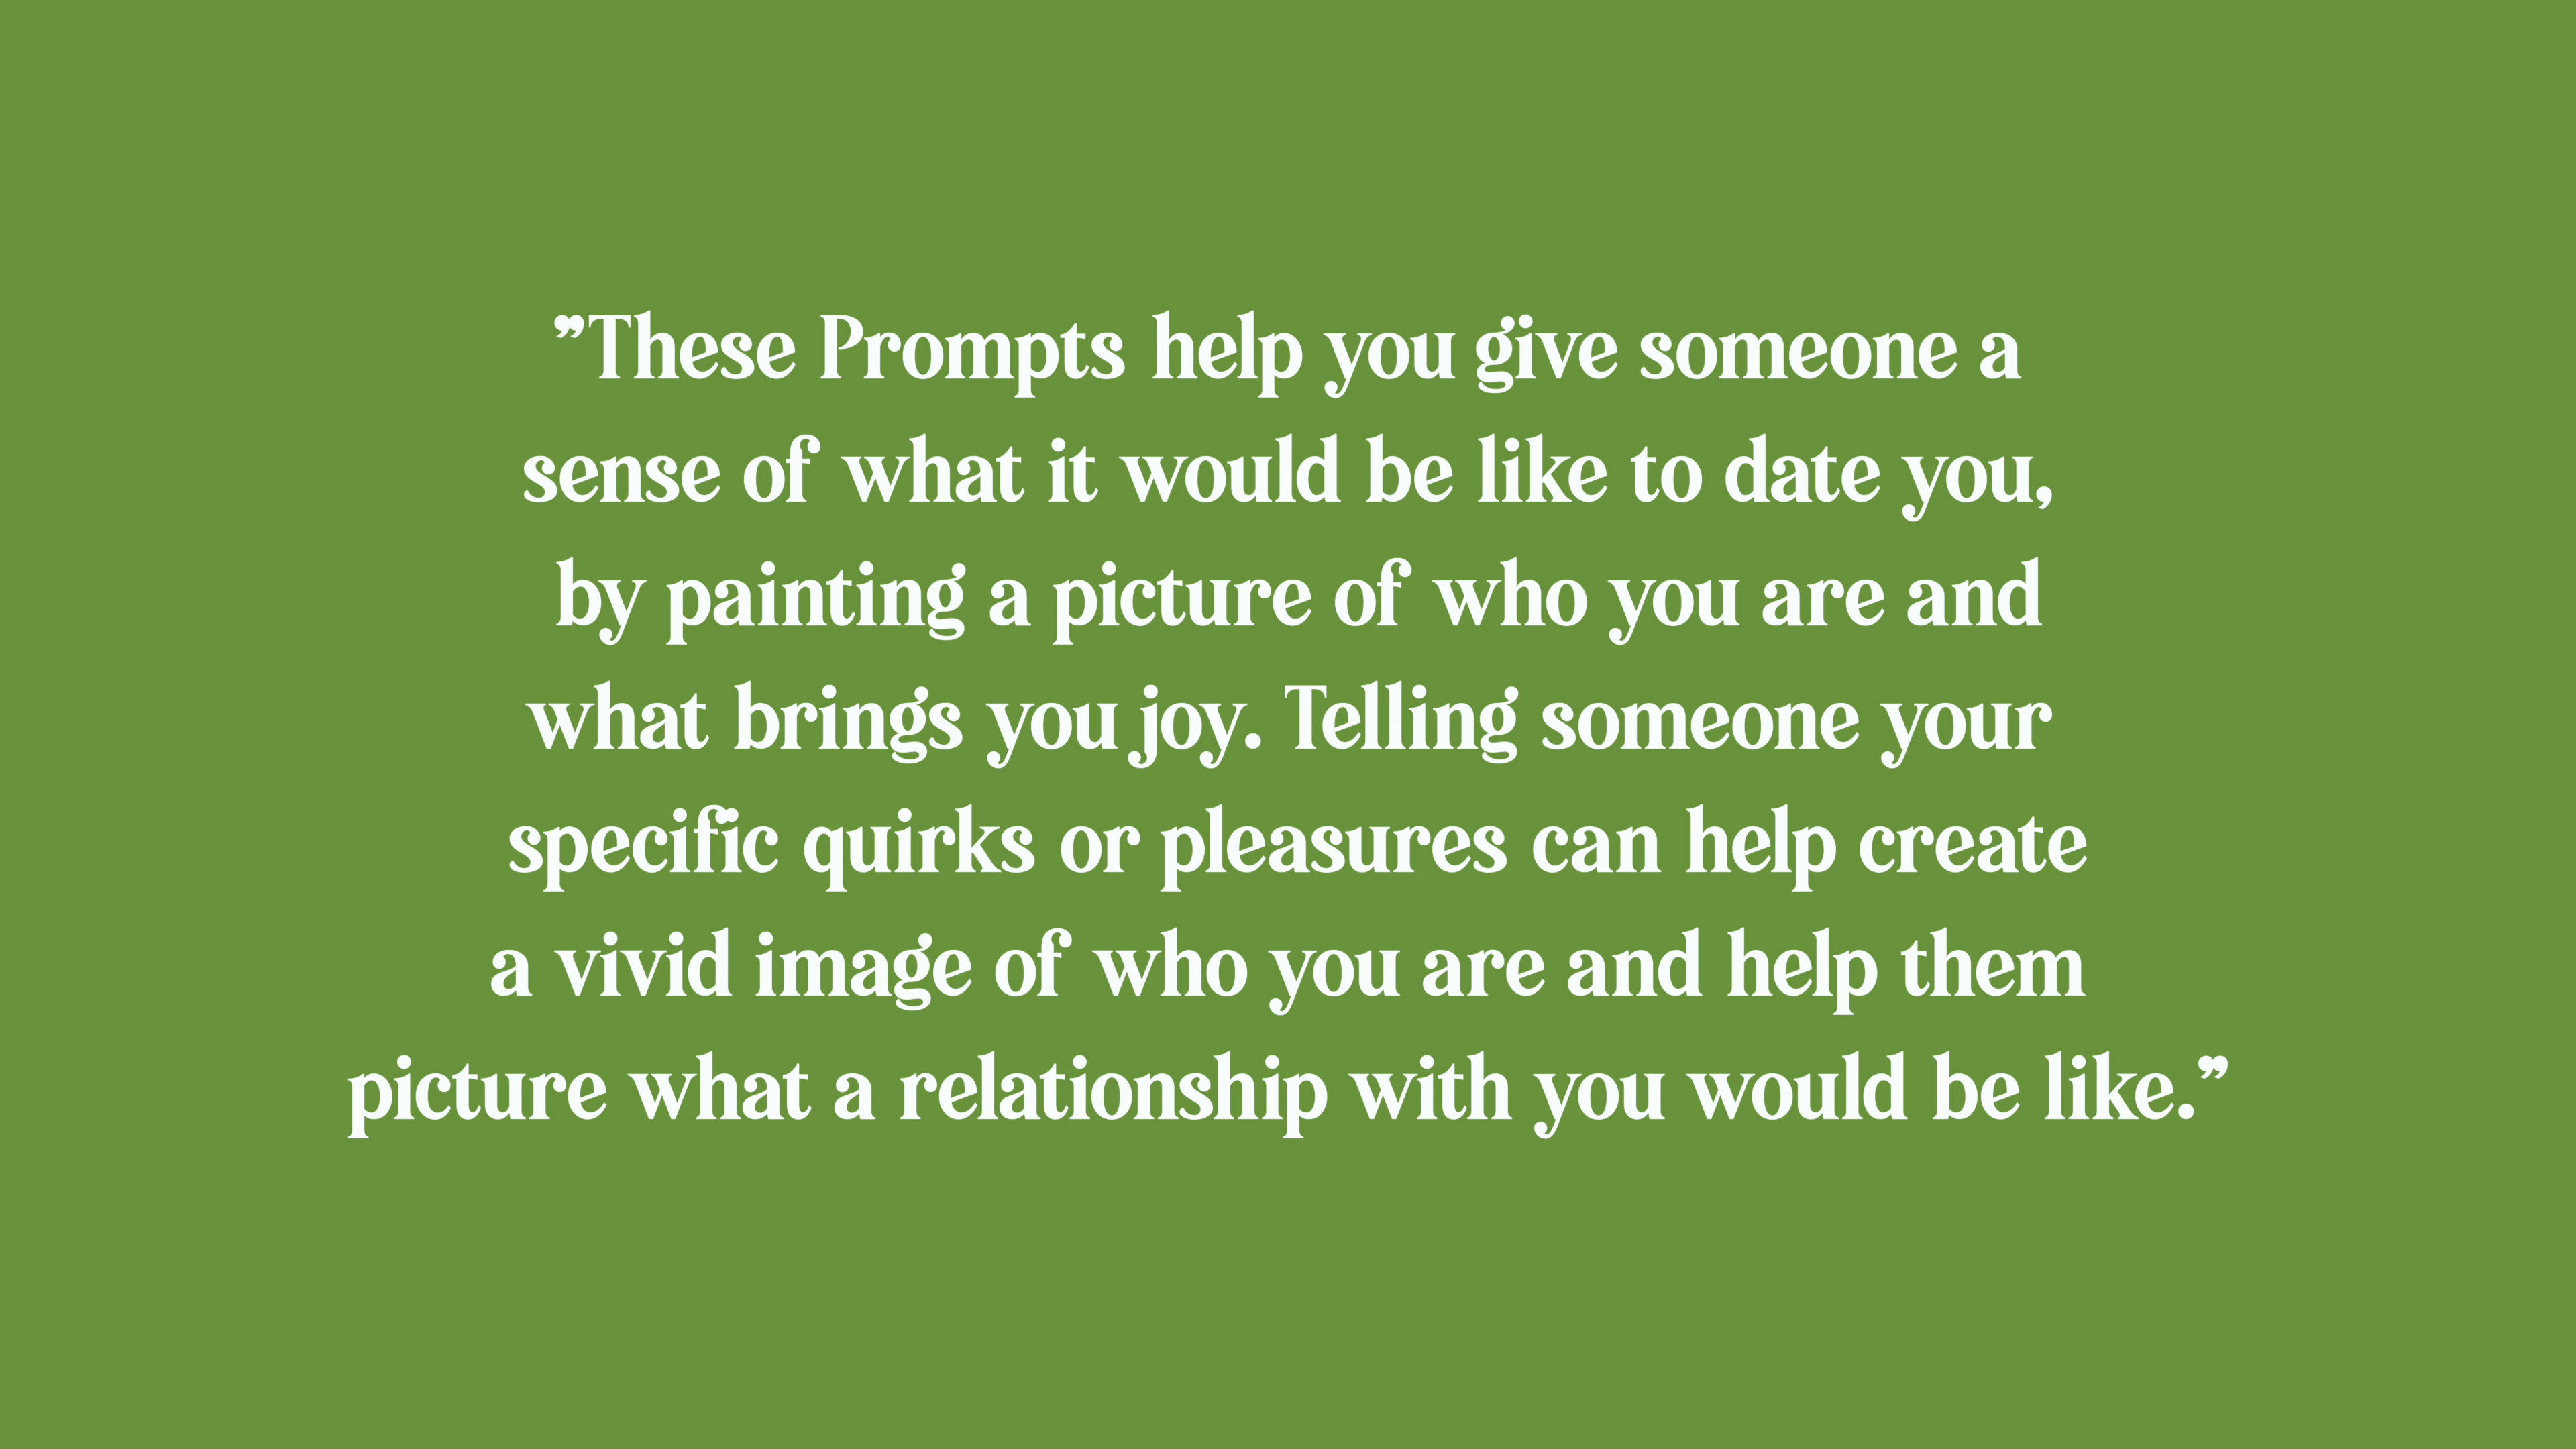 ”These Prompts help you give someone a
sense of what it would be like to date you,
by painting a picture of who you are and
what brings you joy. Telling someone your
specific quirks or pleasures can help create
a vivid image of who you are and help them
picture what a relationship with you would be like.”